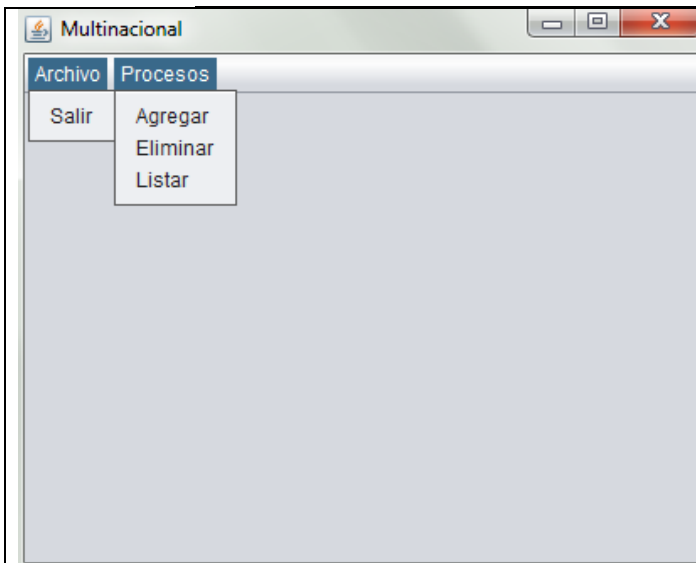 Multinacional
Archivo Procesos
Salir
Agregar
Eliminar
Listar